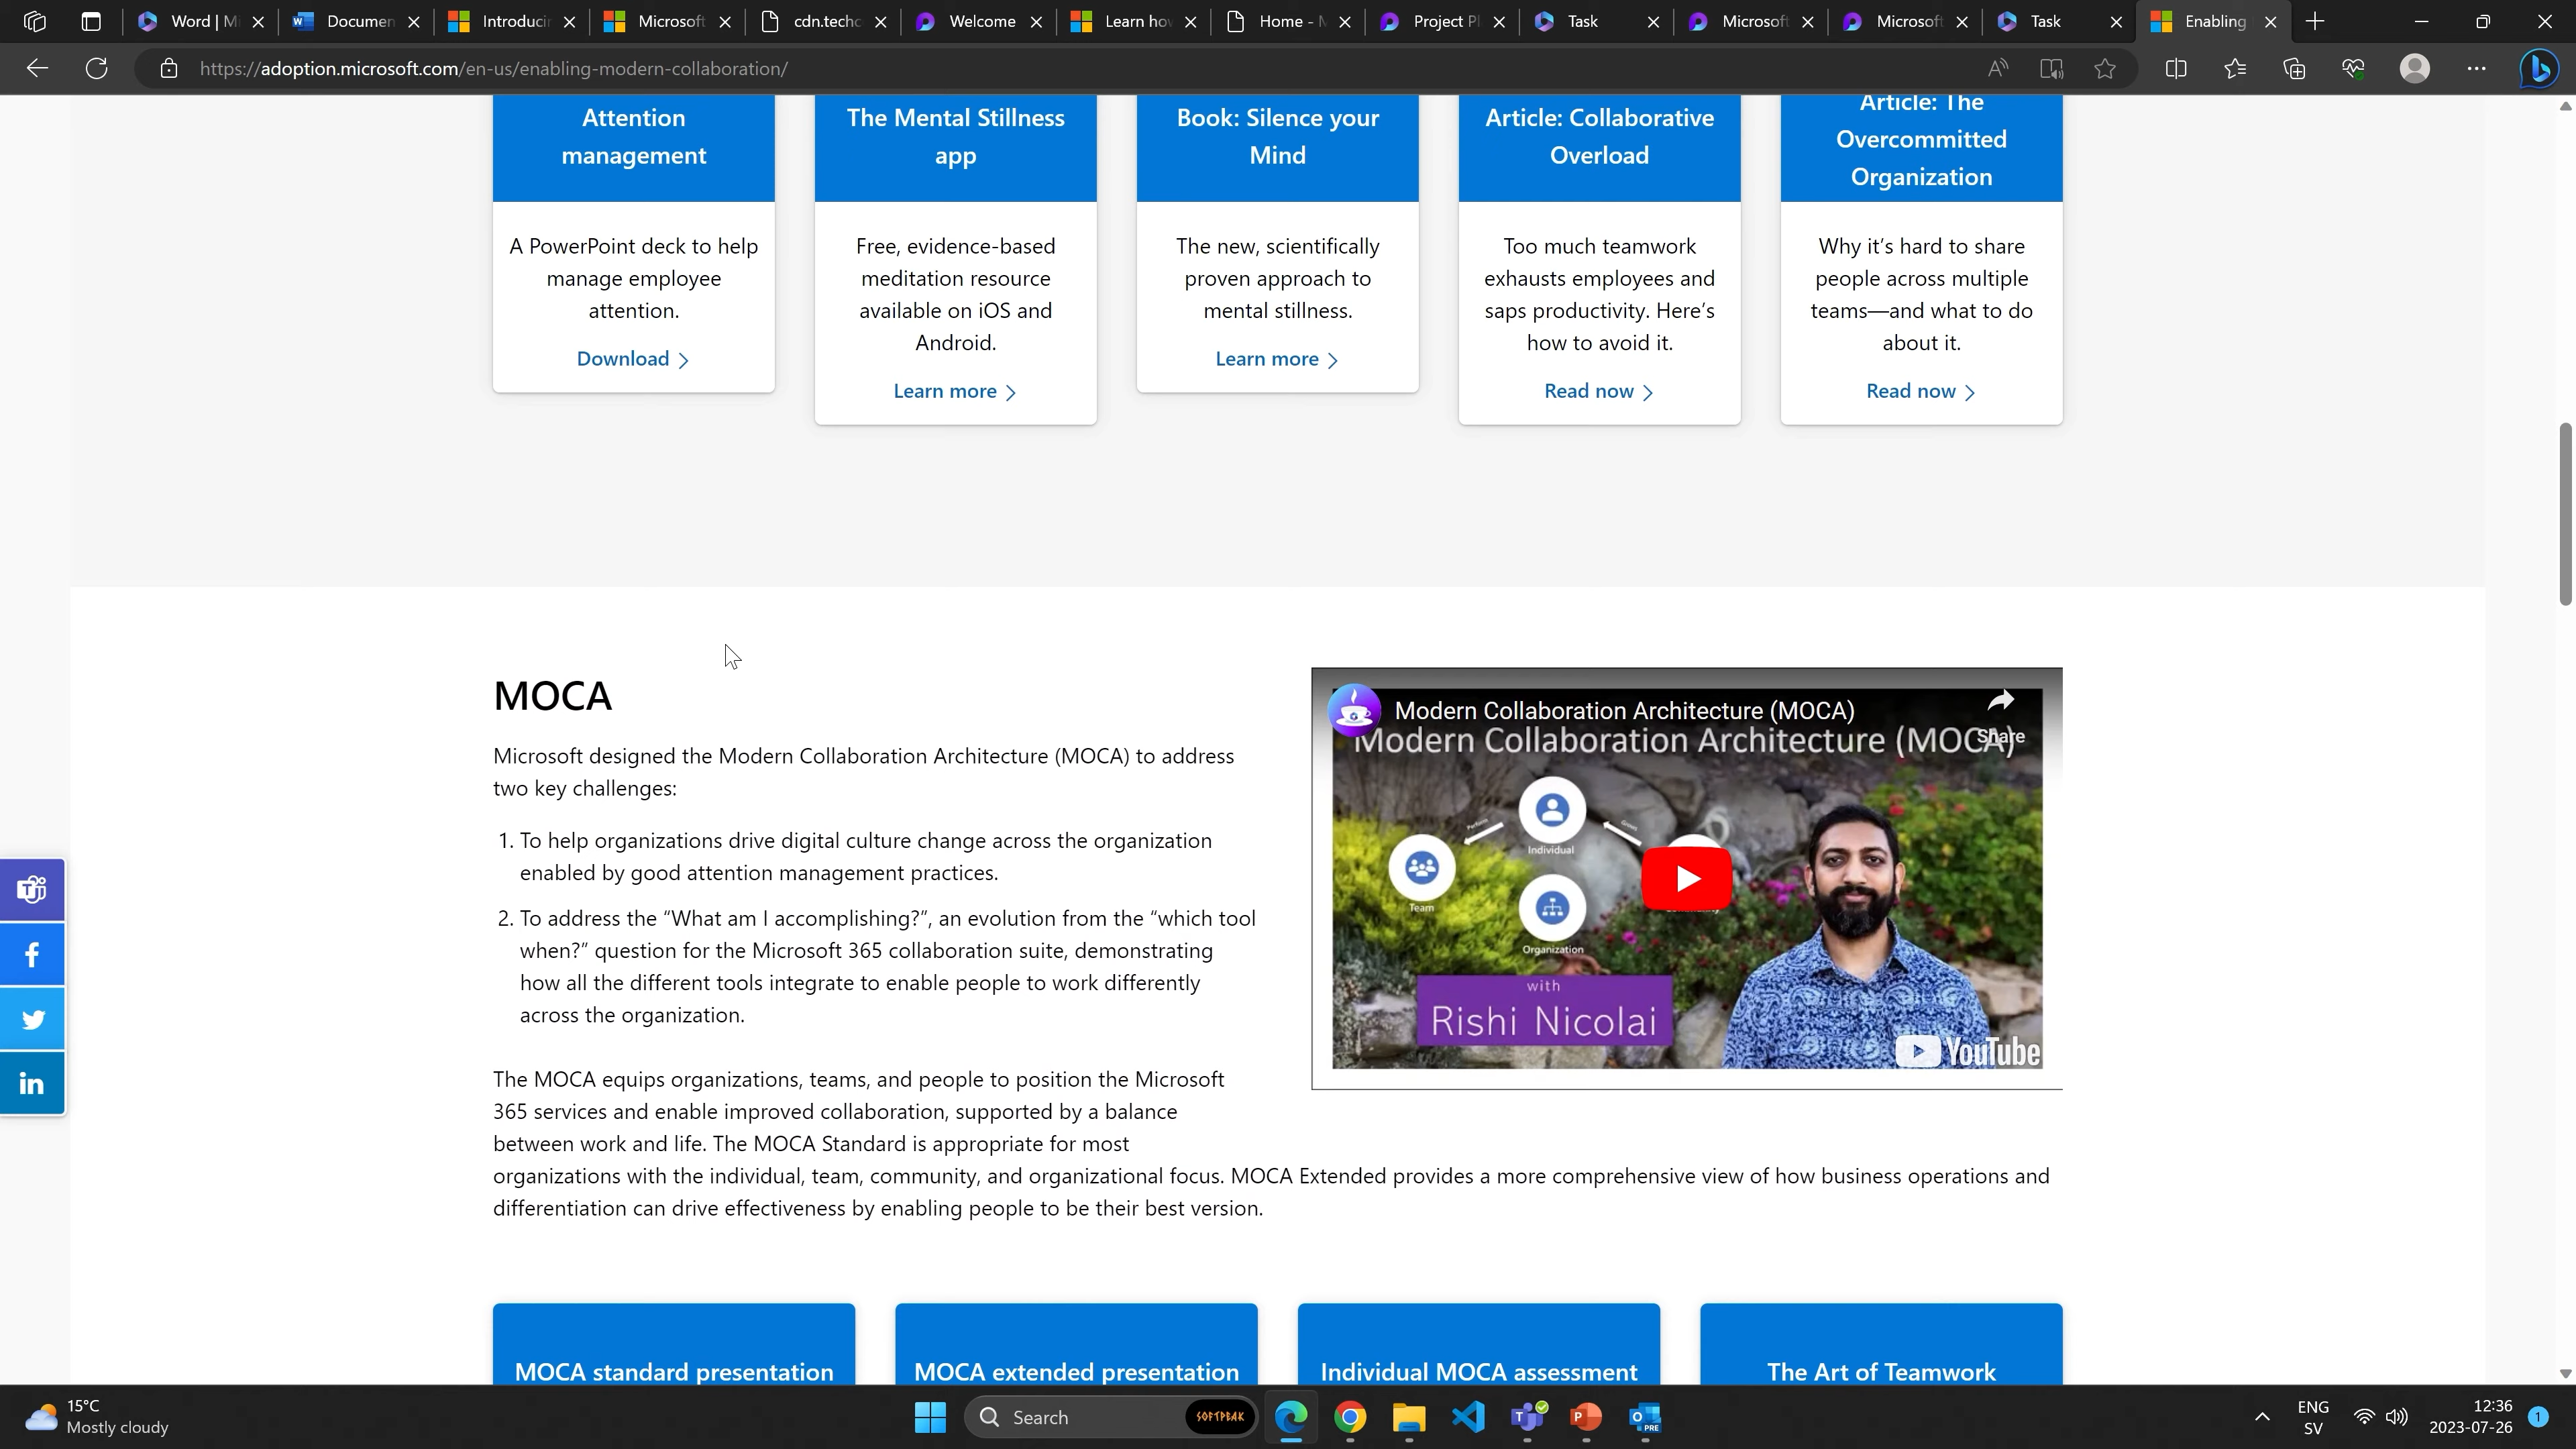 Word | Mi
Documen
Introducin
Microsoft
cdn.techc
Welcome
Learn how
Home - M
Project Pl
Task
Microsoft
Microsoft
Task
Enabling
https://adoption.microsoft.com/en-us/enabling-modern-collaboration/
Attention
management
A PowerPoint deck to help
manage employee
attention.
Download
The Mental Stillness
app
Free, evidence-based
meditation resource
available on iOS and
Android.
Learn more
Book: Silence your
Mind
The new, scientifically
proven approach to
mental stillness.
Learn more
Article: Collaborative
Overload
Too much teamwork
exhausts employees and
saps productivity. Here's
how to avoid it.
Read now
Article: The
Overcommitted
Organization
Why it's hard to share
people across multiple
teams—and what to do
about it.
Read now
MOCA
Microsoft designed the Modern Collaboration Architecture (MOCA) to address
two key challenges:
1. To help organizations drive digital culture change across the organization
enabled by good attention management practices.
2. To address the “What am I accomplishing?”, an evolution from the “which tool
when?” question for the Microsoft 365 collaboration suite, demonstrating
how all the different tools integrate to enable people to work differently
across the organization.
The MOCA equips organizations, teams, and people to position the Microsoft
365 services and enable improved collaboration, supported by a balance
between work and life. The MOCA Standard is appropriate for most
organizations with the individual, team, community, and organizational focus. MOCA Extended provides a more comprehensive view of how business operations and
differentiation can drive effectiveness by enabling people to be their best version.
Modern Collaboration Architecture (MOCA)
Share
Modern Collaboration Architecture (MOCA)
Individual
Team
Organization
with
Rishi Nicolai
YouTube
MOCA standard presentation
MOCA extended presentation
Individual MOCA assessment
The Art of Teamwork
15°C
Mostly cloudy
Search
SOFTPEAK
PRE
ENG
SV
12:36
2023-07-26
1